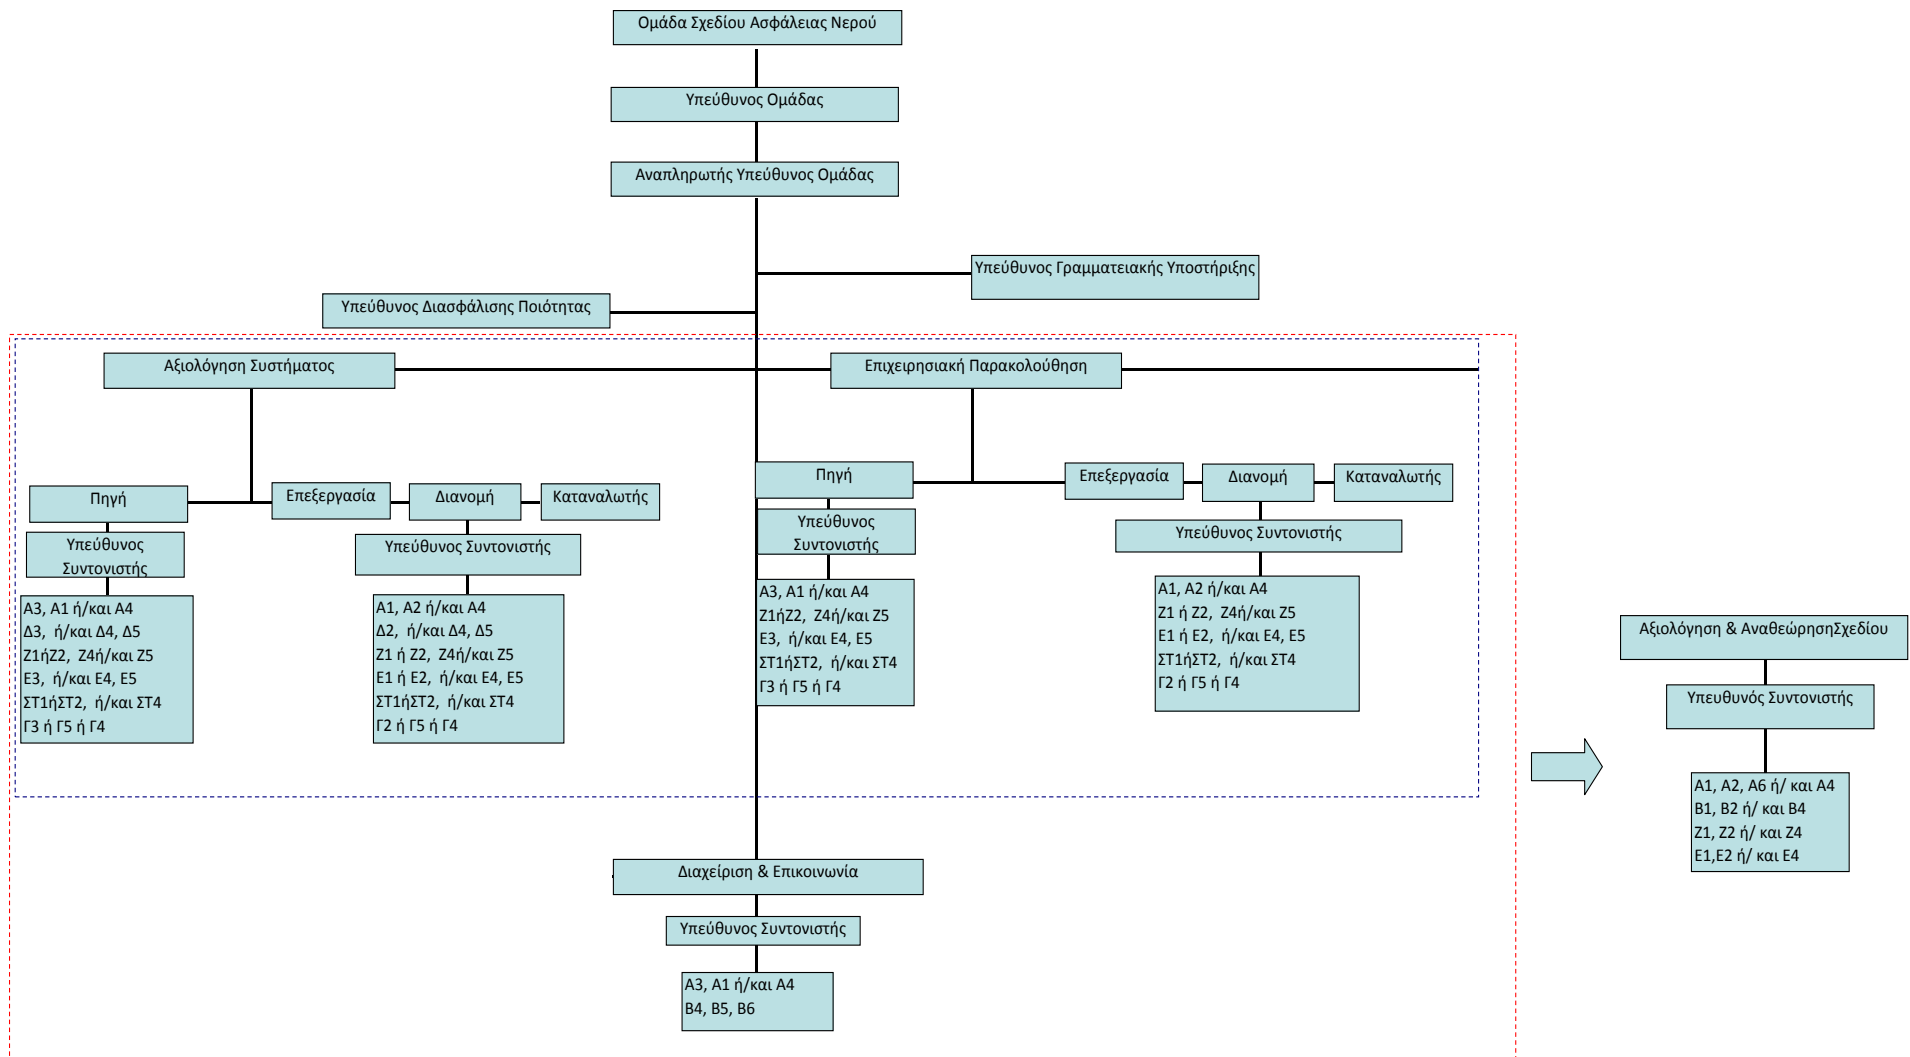 Ομάδα Σχεδίου Ασφάλειας Νερού
Υπεύθυνος Ομάδας
Αναπληρωτής Υπεύθυνος Ομάδας
Υπεύθυνος Γραμματειακής Υποστήριξης
Υπεύθυνος Διασφάλισης Ποιότητας
Αξιολόγηση Συστήματος
Πηγή
Επεξεργασία
Διανομή
Καταναλωτής
Υπεύθυνος
Συντονιστής
Υπεύθυνος Συντονιστής
Α3, Α1 ή/και Α4
Δ3, ή/και Δ4, Δ5
Ζ1ήΖ2, Ζ4ή/και Ζ5
Ε3, ή/και Ε4, Ε5
ΣΤ1ήΣΤ2, ή/και ΣΤ4
Γ3 ή Γ5 ή Γ4
Α1, Α2 ή/και Α4
Δ2, ή/και Δ4, Δ5
Ζ1 ή Ζ2, Ζ4ή/και Ζ5
Ε1 ή Ε2, ή/και Ε4, Ε5
ΣΤ1ήΣΤ2, ή/και ΣΤ4
Γ2 ή Γ5 ή Γ4
Επιχειρησιακή Παρακολούθηση
Πηγή
Επεξεργασία
Διανομή
Καταναλωτής
Υπεύθυνος
Συντονιστής
Υπεύθυνος Συντονιστής
Α3, Α1 ή/και Α4
Ζ1ήΖ2, Ζ4ή/και Ζ5
Ε3, ή/και Ε4, Ε5
ΣΤ1ήΣΤ2, ή/και ΣΤ4
Γ3 ή Γ5 ή Γ4
Α1, Α2 ή/και Α4
Ζ1 ή Ζ2, Ζ4ή/και Ζ5
Ε1 ή Ε2, ή/και Ε4, Ε5
ΣΤ1ήΣΤ2, ή/και ΣΤ4
Γ2 ή Γ5 ή Γ4
Διαχείριση & Επικοινωνία
Υπεύθυνος Συντονιστής
Α3, Α1 ή/και Α4
Β4, Β5, Β6
Αξιολόγηση & ΑναθεώρησηΣχεδίου
Υπευθυνός Συντονιστής
Α1, Α2, Α6 ή/ και Α4
Β1, Β2 ή/ και Β4
Ζ1, Ζ2 ή/ και Ζ4
Ε1,Ε2 ή/ και Ε4